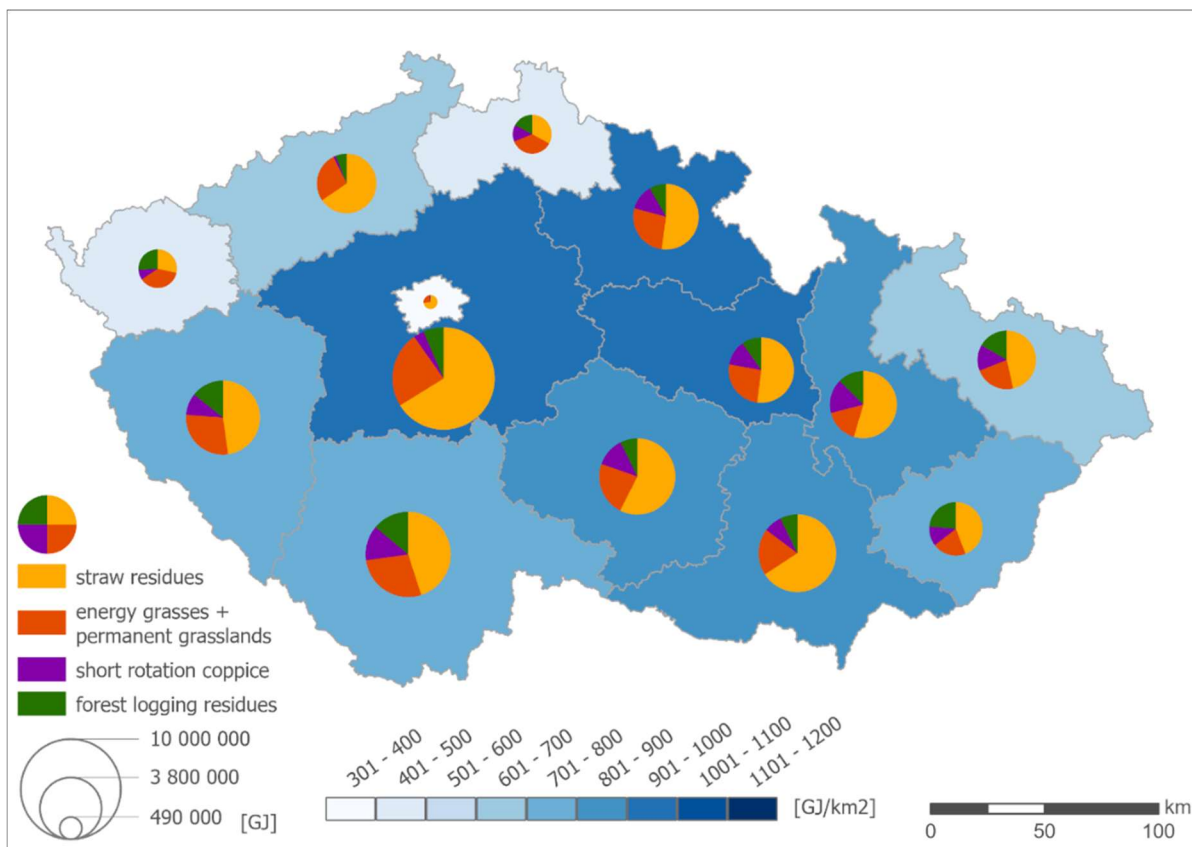 straw residues
energy grasses +
permanent grasslands
short rotation coppice
forest logging residues
10 000 000
3 800 000
490 000
[GJ]
301 - 400
401 - 500
501 - 600
601 - 700
701 - 800
801 - 900
901 - 1000
1001 - 1100
1101 - 1200
[GJ/km2]
km
0
50
100